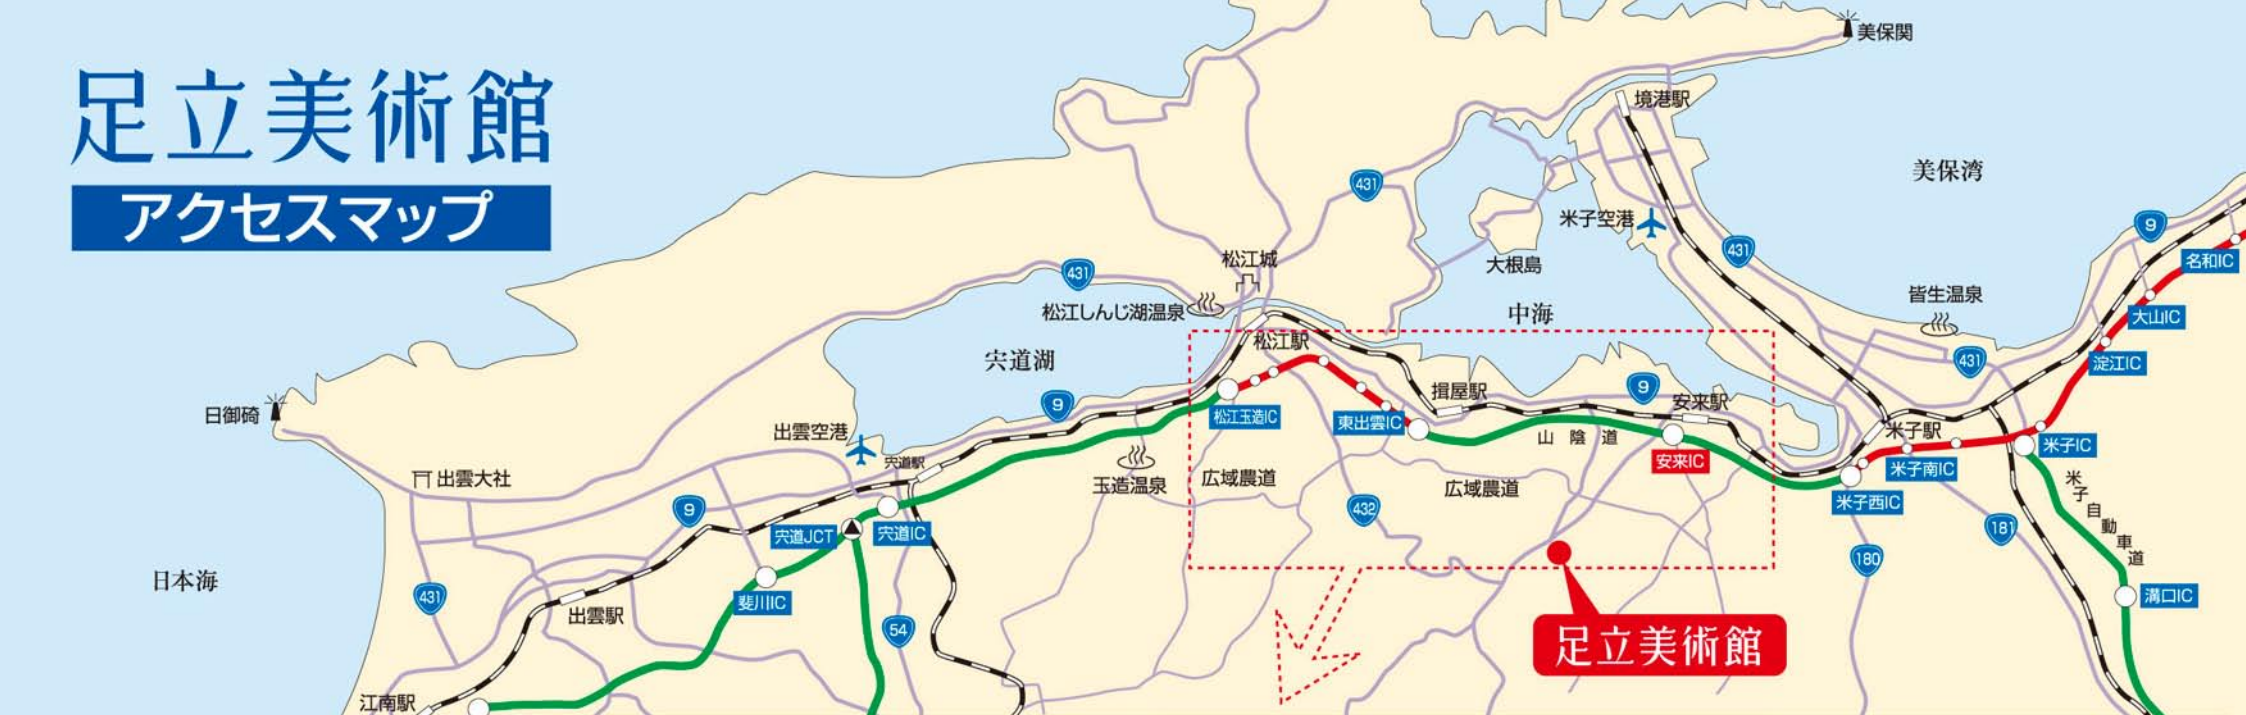 足立美術館
アクセスマップ
美保関
境港駅
美保湾
431
米子空港
431
9
名和IC
大根島
松江城
431
松江しんじ湖温泉
皆生温泉
中海
大山IC
松江駅
宍道湖
431
淀江IC
9
9
揖屋駅
安来駅
日御碕
松江玉造IC
東出雲IC
出雲空港
宍道駅
山陰道
米子駅
米子IC
安来IC
米子南IC
出雲大社
玉造温泉
広域農道
広域農道
米子西IC
米子自動車道
9
432
宍道JCT
宍道IC
181
180
日本海
431
斐川IC
溝口IC
出雲駅
54
足立美術館
江南駅